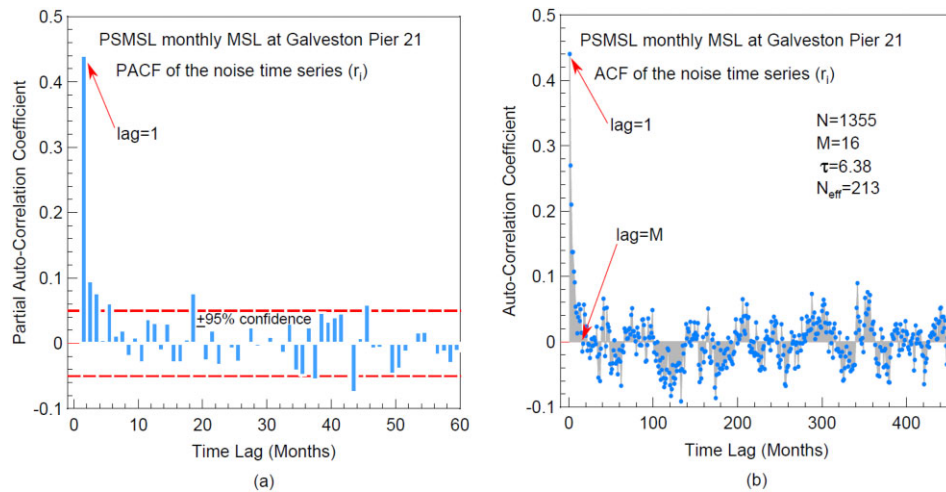 PSMSL monthly MSL at Galveston Pier 21
PACF of the noise time series (rᵢ)
lag=1
±95% confidence
Partial Auto-Correlation Coefficient
0.5
0.4
0.3
0.2
0.1
0
-0.1
0 10 20 30 40 50 60
Time Lag (Months)
(a)
PSMSL monthly MSL at Galveston Pier 21
ACF of the noise time series (rᵢ)
lag=1
N=1355
M=16
τ=6.38
Nₑff=213
lag=M
Auto-Correlation Coefficient
0.5
0.4
0.3
0.2
0.1
0
-0.1
0 100 200 300 400
Time Lag (Months)
(b)